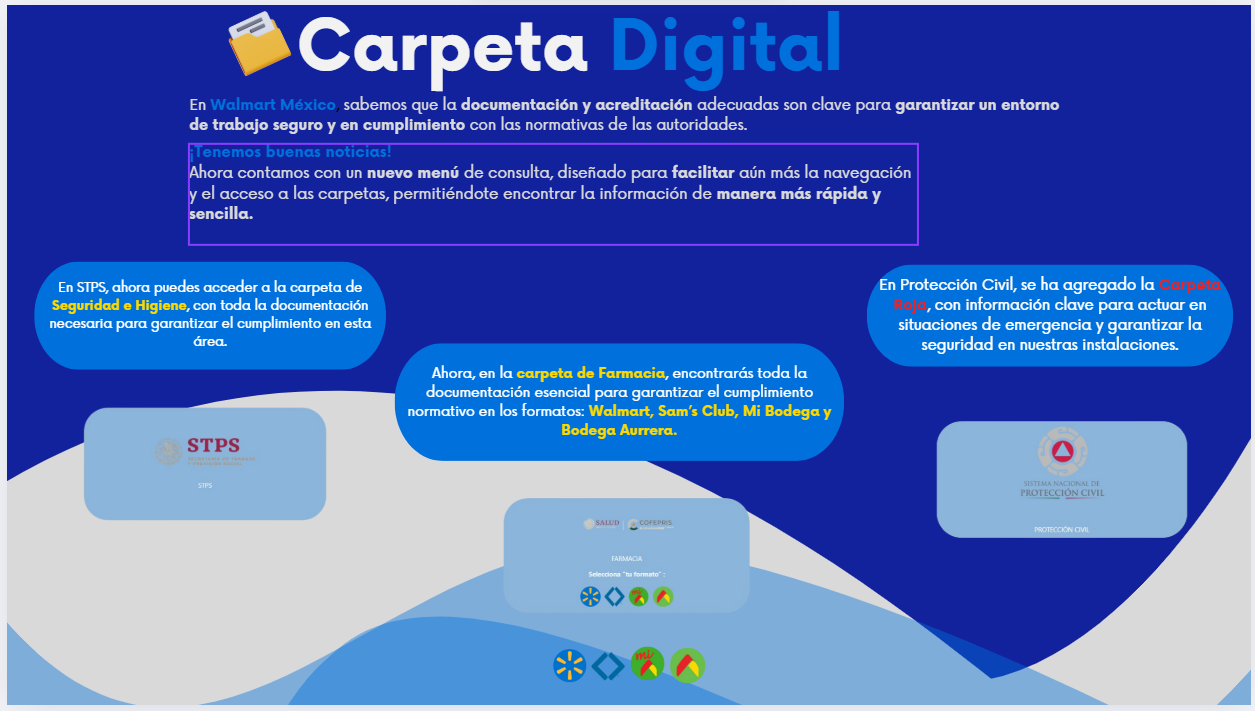 Carpeta Digital
En Walmart México, sabemos que la documentación y acreditación adecuadas son clave para garantizar un entorno
de trabajo seguro y en cumplimiento con las normativas de las autoridades.
¡Tenemos buenas noticias!
Ahora contamos con un nuevo menú de consulta, diseñado para facilitar aún más la navegación
y el acceso a las carpetas, permitiéndote encontrar la información de manera más rápida y
sencilla.
En STPS, ahora puedes acceder a la carpeta de
Seguridad e Higiene, con toda la documentación
necesaria para garantizar el cumplimiento en esta
área.
En Protección Civil, se ha agregado la Carpeta
Roja, con información clave para actuar en
situaciones de emergencia y garantizar la
seguridad en nuestras instalaciones.
Ahora, en la carpeta de Farmacia, encontrarás toda la
documentación esencial para garantizar el cumplimiento
normativo en los formatos: Walmart, Sam's Club, Mi Bodega y
Bodega Aurrera.
STPS
STPS
SISTEMA NACIONAL DE
PROTECCIÓN CIVIL
PROTECCIÓN CIVIL
SALUD
COFEPRIS
FARMACIA
Selecciona "tu formato" :
mi